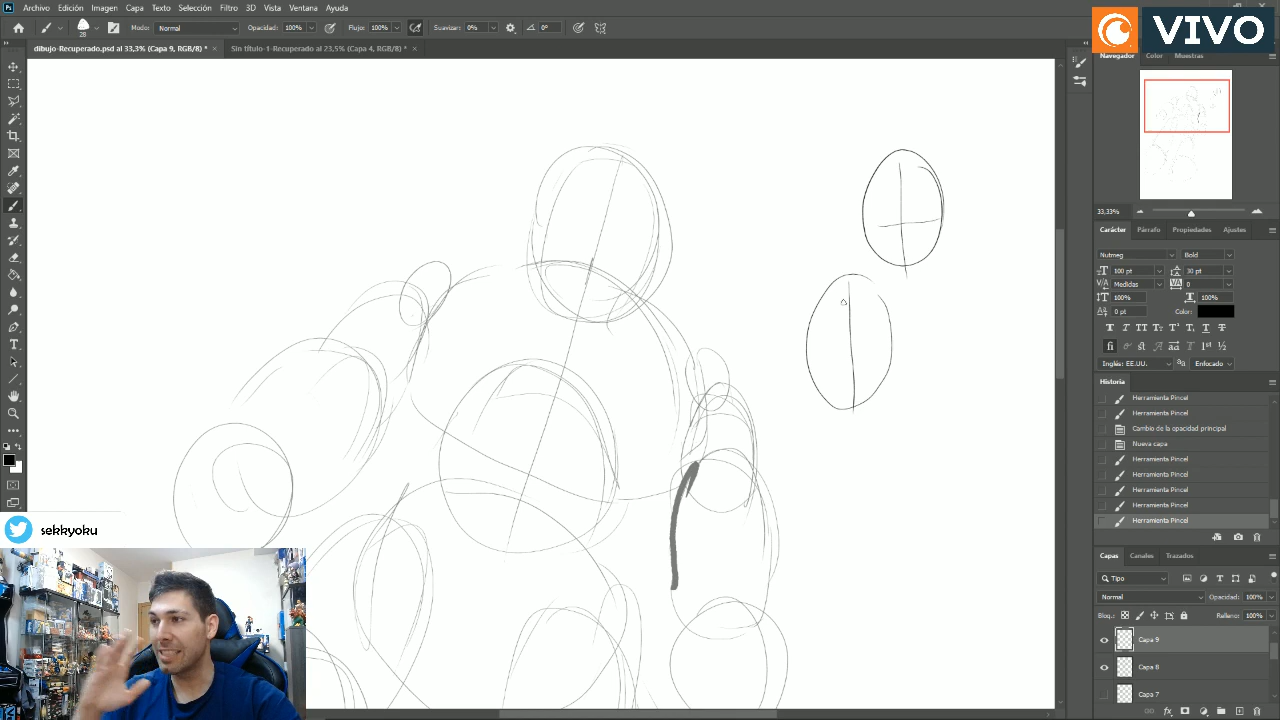 Archivo Edición Imagen Capa Texto Selección Filtro 3D Vista Ventana Ayuda
28 Modo: Normal Opacidad: 100% Flujo: 100% Suavizar: 0% 0°
dibujo-Recuperado.psd al 33,3% (Capa 9, RGB/8) * × Sin título-1-Recuperado al 23,5% (Capa 4, RGB/8) * ×
VIVO
Navegador Color Muestras
33,33%
Carácter Párrafo Propiedades Ajustes
Nutmeg Bold
100 pt 30 pt
Medidas 0
100% 100%
0 pt Color:
Inglés: EE.UU. Enfocado
Historia
Herramienta Pincel
Herramienta Pincel
Cambio de la opacidad principal
Nueva capa
Herramienta Pincel
Herramienta Pincel
Herramienta Pincel
Herramienta Pincel
Herramienta Pincel
Capas Canales Trazados
Tipo
Normal Opacidad: 100%
Bloq.: Relleno: 100%
Capa 9
Capa 8
Capa 7
sekkyoku